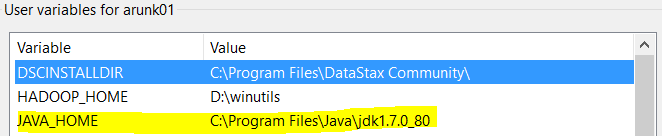 User variables for arunk01
Variable Value
DSCINSTALLDIR C:\Program Files\DataStax Community\
HADOOP_HOME D:\winutils
JAVA_HOME C:\Program Files\Java\jdk1.7.0_80